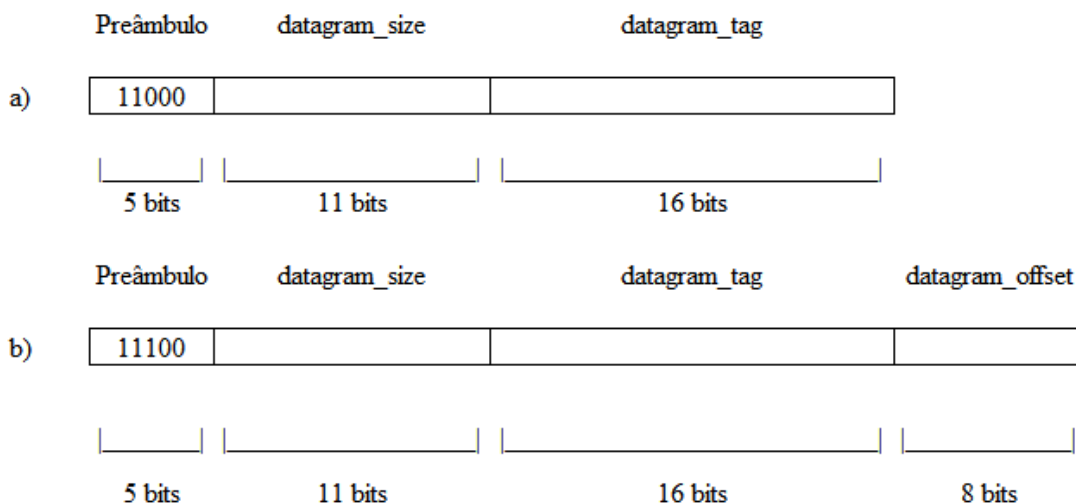 Preâmbulo datagram_size datagram_tag
a) 11000
5 bits 11 bits 16 bits
Preâmbulo datagram_size datagram_tag datagram_offset
b) 11100
5 bits 11 bits 16 bits 8 bits